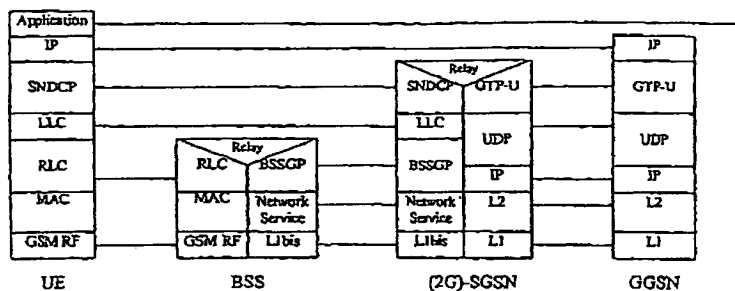 Application
IP
IP
Relay
SNDCP
SNDCP
GTP-U
GTP-U
LLC
LLC
UDP
UDP
Relay
RLC
RLC
BSSGP
BSSGP
IP
IP
MAC
MAC
Network Service
Network Service
L2
L2
GSM RF
GSM RF
L1bis
L1bis
L1
L1
UE
BSS
(2G)-SGSN
GGSN